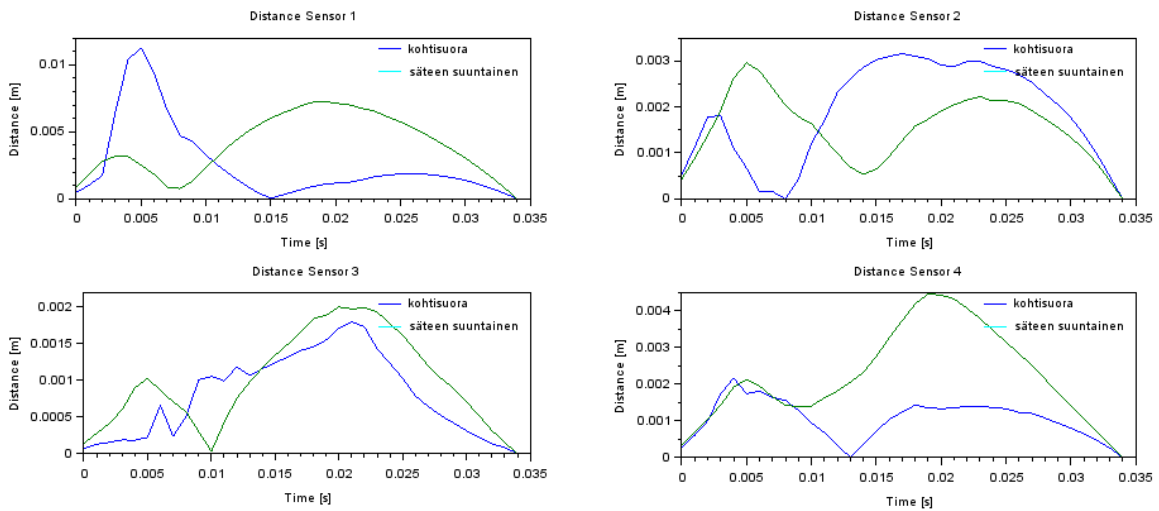 Distance Sensor 1
0.01
0.005
0
Distance [m]
kohtisuora
säteen suuntainen
0 0.005 0.01 0.015 0.02 0.025 0.03 0.035
Time [s]
Distance Sensor 2
0.003
0.002
0.001
0
Distance [m]
kohtisuora
säteen suuntainen
0 0.005 0.01 0.015 0.02 0.025 0.03 0.035
Time [s]
Distance Sensor 3
0.002
0.0015
0.001
0.0005
0
Distance [m]
kohtisuora
säteen suuntainen
0 0.005 0.01 0.015 0.02 0.025 0.03 0.035
Time [s]
Distance Sensor 4
0.004
0.002
0.002
0
Distance [m]
kohtisuora
säteen suuntainen
0 0.005 0.01 0.015 0.02 0.025 0.03 0.035
Time [s]